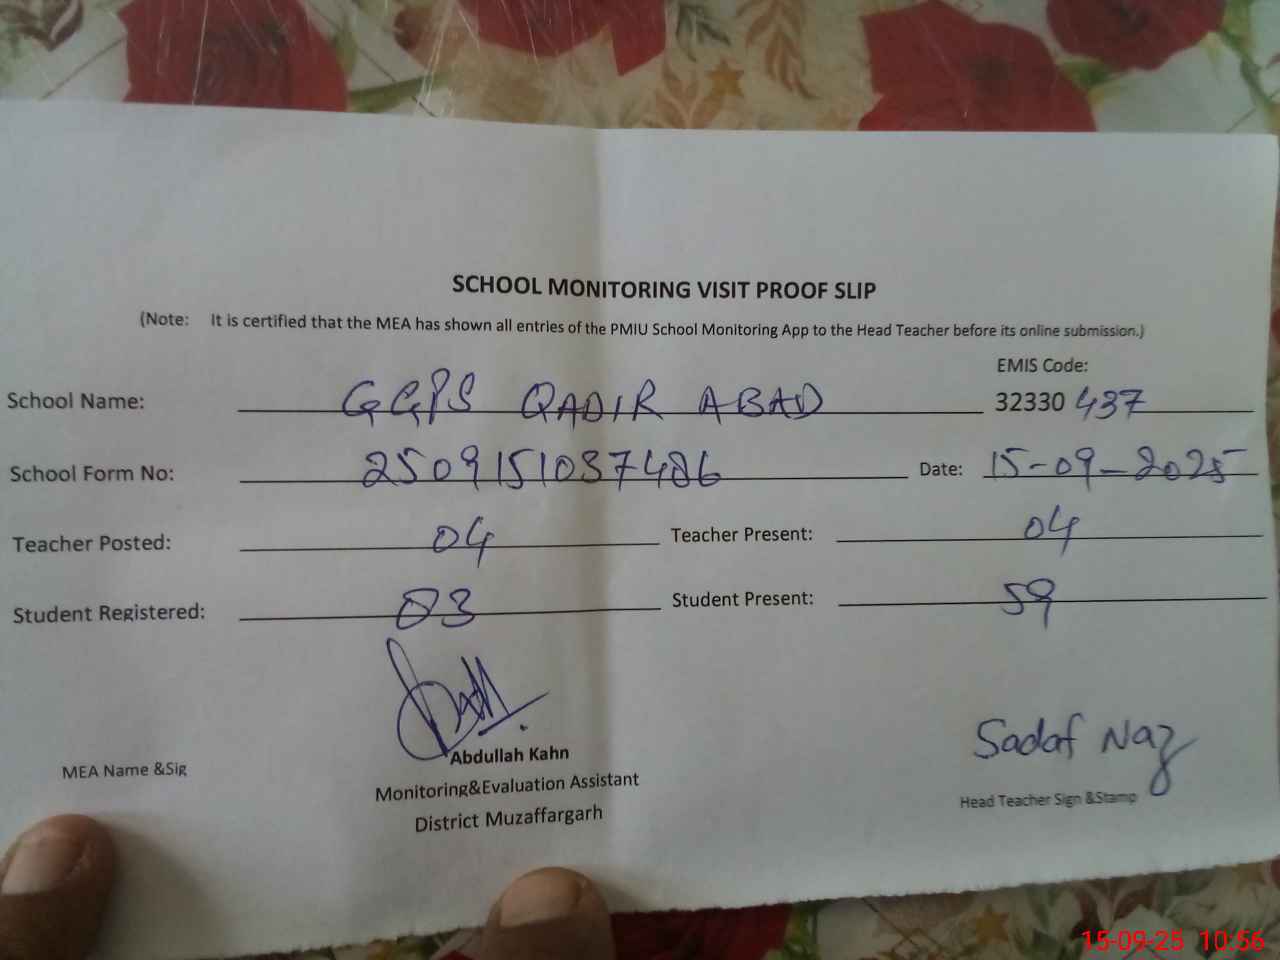 SCHOOL MONITORING VISIT PROOF SLIP
(Note: It is certified that the MEA has shown all entries of the PMIU School Monitoring App to the Head Teacher before its online submission.)
EMIS Code:
School Name: GGPS QADIR ABAD 32330 437
School Form No: 2509151037486 Date: 15-09-2025
Teacher Posted: 04 Teacher Present: 04
Student Registered: 83 Student Present: 59
Abdullah Kahn
MEA Name &Sig
Monitoring&Evaluation Assistant
District Muzaffargarh
Sadaf Naz
Head Teacher Sign &Stamp
15-09-25 10:56